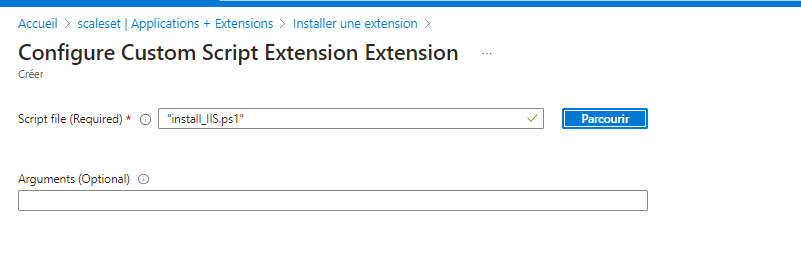 Accueil > scaleset | Applications + Extensions > Installer une extension >
Configure Custom Script Extension Extension ...
Créer
Script file (Required) * "install_IIS.ps1" Parcourir
Arguments (Optional)